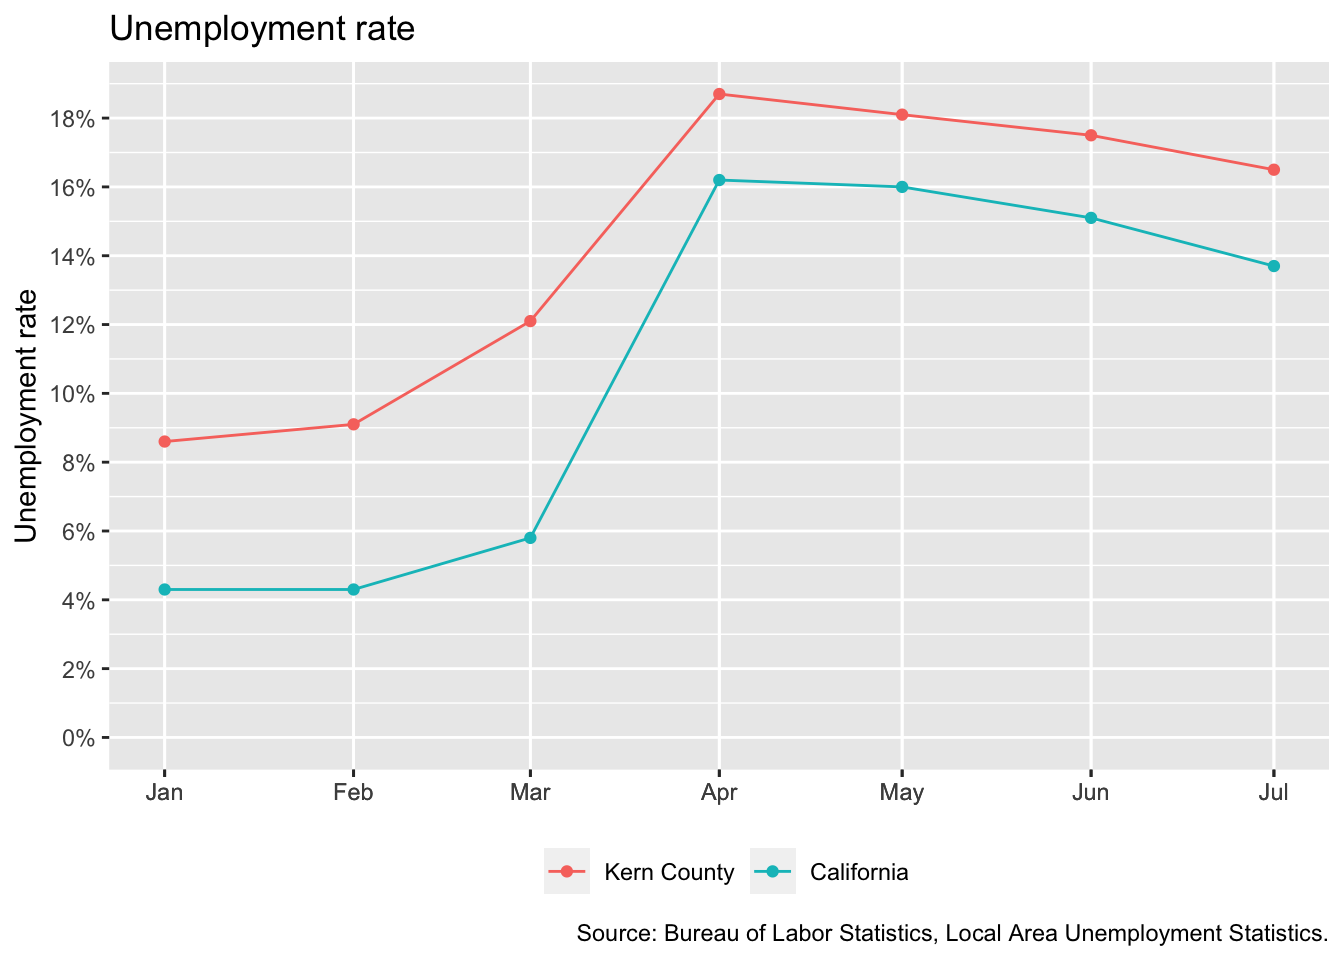 Unemployment rate
Unemployment rate
18%
16%
14%
12%
10%
8%
6%
4%
2%
0%
Jan Feb Mar Apr May Jun Jul
Kern County California
Source: Bureau of Labor Statistics, Local Area Unemployment Statistics.